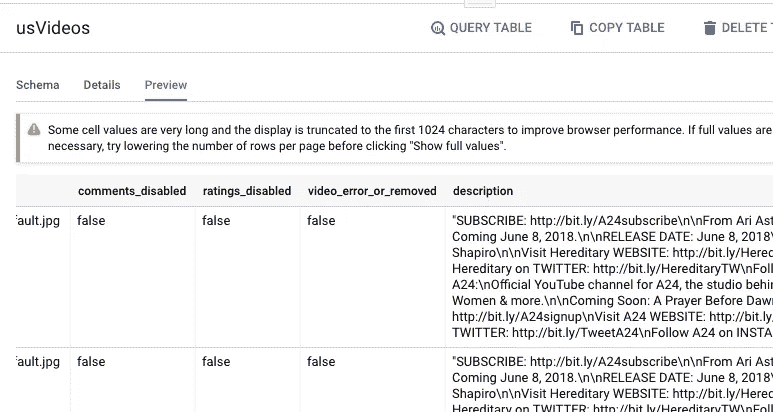 usVideos QUERY TABLE COPY TABLE DELETE
Schema Details Preview
Some cell values are very long and the display is truncated to the first 1024 characters to improve browser performance. If full values are
necessary, try lowering the number of rows per page before clicking "Show full values".
comments_disabled ratings_disabled video_error_or_removed description
fault.jpg false false false "SUBSCRIBE: http://bit.ly/A24subscribe\n\nFrom Ari Ast
Coming June 8, 2018.\n\nRELEASE DATE: June 8, 2018\
Shapiro\n\nVisit Hereditary WEBSITE: http://bit.ly/Hered
Hereditary on TWITTER: http://bit.ly/HereditaryTW\nFoll
A24:\nOfficial YouTube channel for A24, the studio behin
Women & more.\n\nComing Soon: A Prayer Before Daw
http://bit.ly/A24signup\nVisit A24 WEBSITE: http://bit.ly,
TWITTER: http://bit.ly/TweetA24\nFollow A24 on INSTA
fault.jpg false false false "SUBSCRIBE: http://bit.ly/A24subscribe\n\nFrom Ari Ast
Coming June 8, 2018.\n\nRELEASE DATE: June 8, 2018\
Shapiro\n\nVisit Hereditary WEBSITE: http://bit.ly/Hered
Hereditary on TWITTER: http://bit.ly/HereditaryTW\nFoll